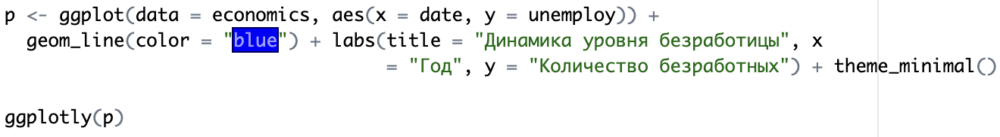 p <- ggplot(data = economics, aes(x = date, y = unemploy)) +
  geom_line(color = "blue") + labs(title = "Динамика уровня безработицы", x
                                   = "Год", y = "Количество безработных") + theme_minimal()
ggplotly(p)